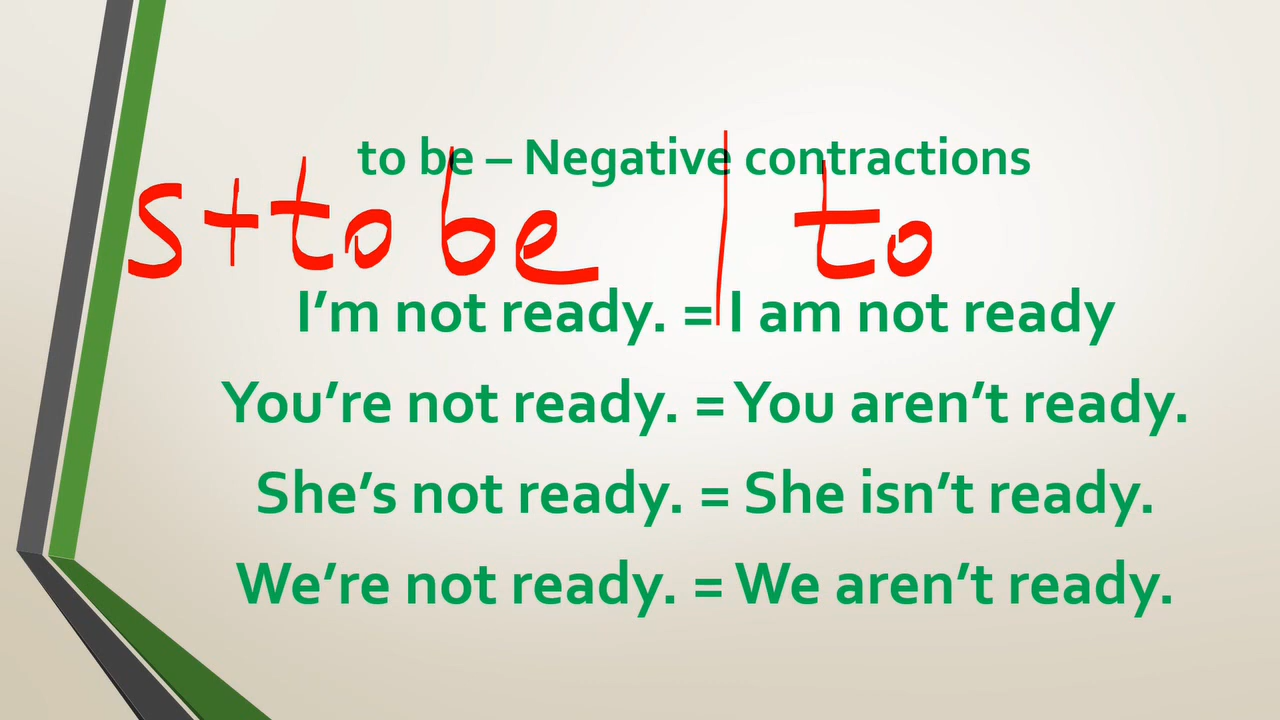 to be – Negative contractions
s+to be | to
I’m not ready. = I am not ready
You’re not ready. = You aren’t ready.
She’s not ready. = She isn’t ready.
We’re not ready. = We aren’t ready.